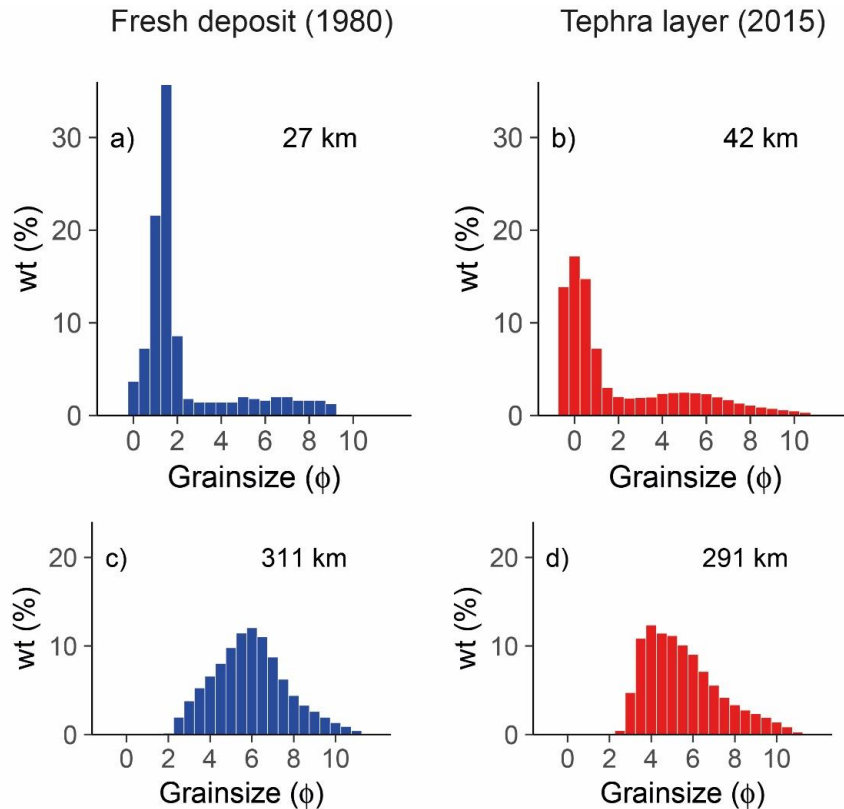 Fresh deposit (1980)
Tephra layer (2015)
a)
27 km
wt (%)
30
20
10
0
0 2 4 6 8 10
Grainsize (ϕ)
b)
42 km
wt (%)
30
20
10
0
0 2 4 6 8 10
Grainsize (ϕ)
c)
311 km
wt (%)
20
10
0
0 2 4 6 8 10
Grainsize (ϕ)
d)
291 km
wt (%)
20
10
0
0 2 4 6 8 10
Grainsize (ϕ)